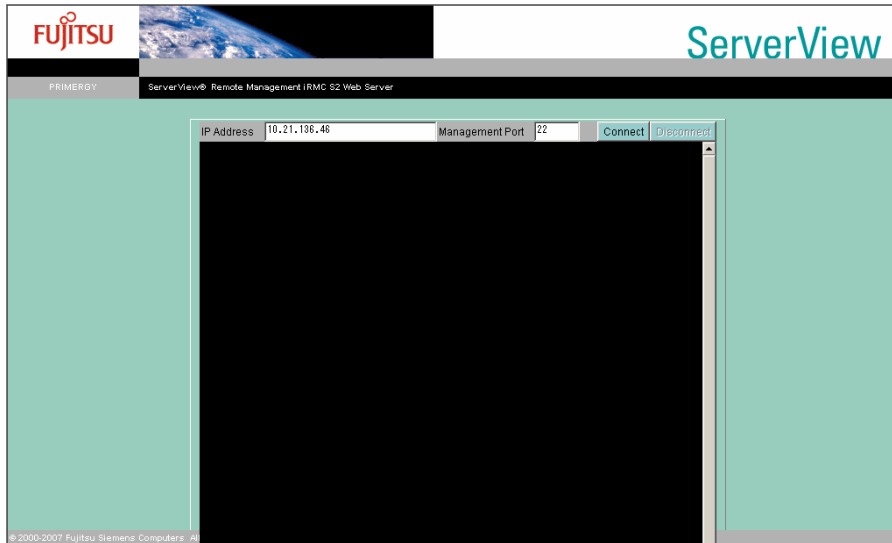 FUJITSU
ServerView
PRIMERGY
ServerView® Remote Management iRMC S2 Web Server
IP Address 10.21.136.46 Management Port 22 Connect Disconnect
© 2000-2007 Fujitsu Siemens Computers All